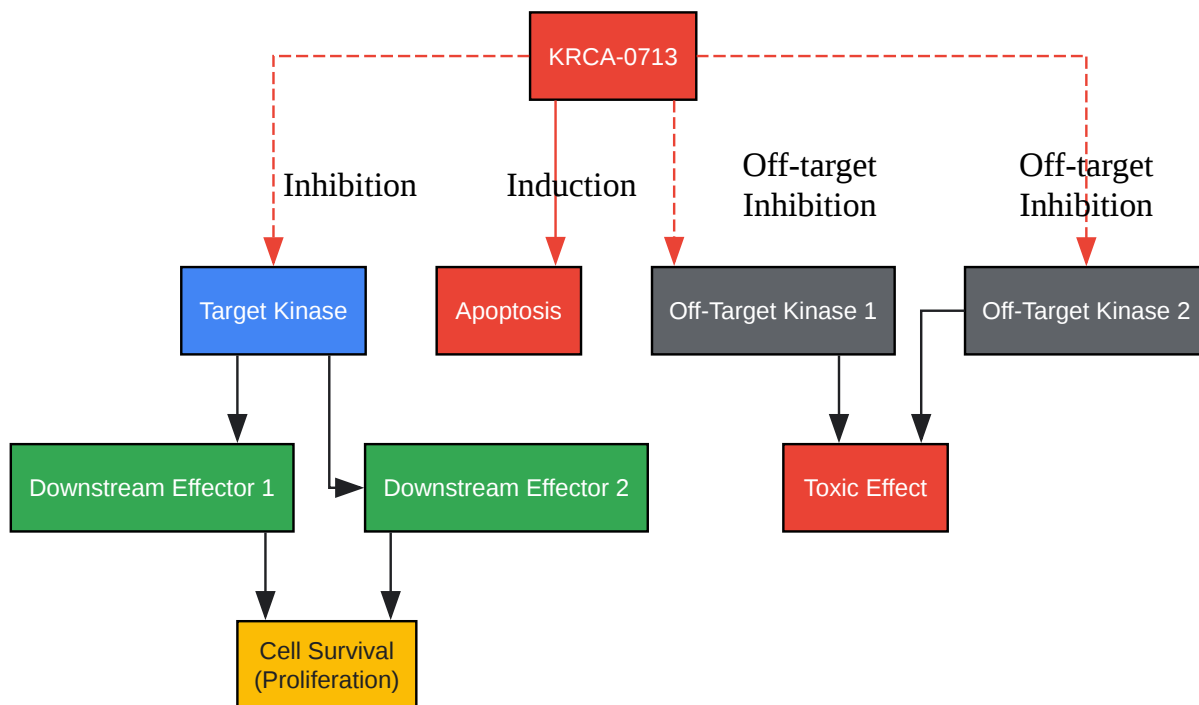 KRCA-0713
Inhibition
Induction
Off-target
Inhibition
Off-target
Inhibition
Target Kinase
Apoptosis
Off-Target Kinase 1
Off-Target Kinase 2
Downstream Effector 1
Downstream Effector 2
Toxic Effect
Cell Survival
(Proliferation)